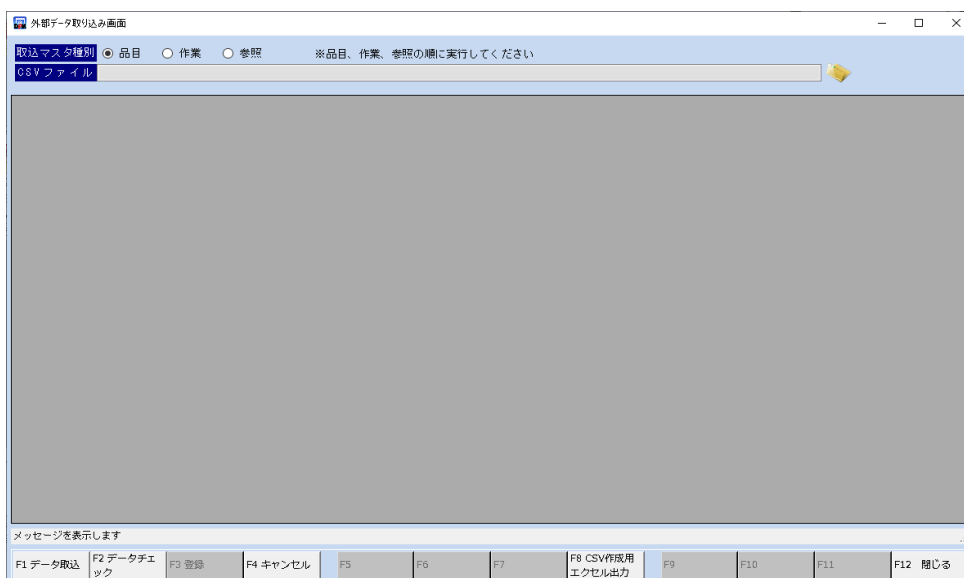 外部データ取り込み画面
取込マスタ種別 品目 作業 参照 ※品目、作業、参照の順に実行してください
CSVファイル
メッセージを表示します
F1 データ取込 F2 データチェ
ック F3 登録 F4 キャンセル F5 F6 F7 F8 CSV作成用
エクセル出力 F9 F10 F11 F12 閉じる